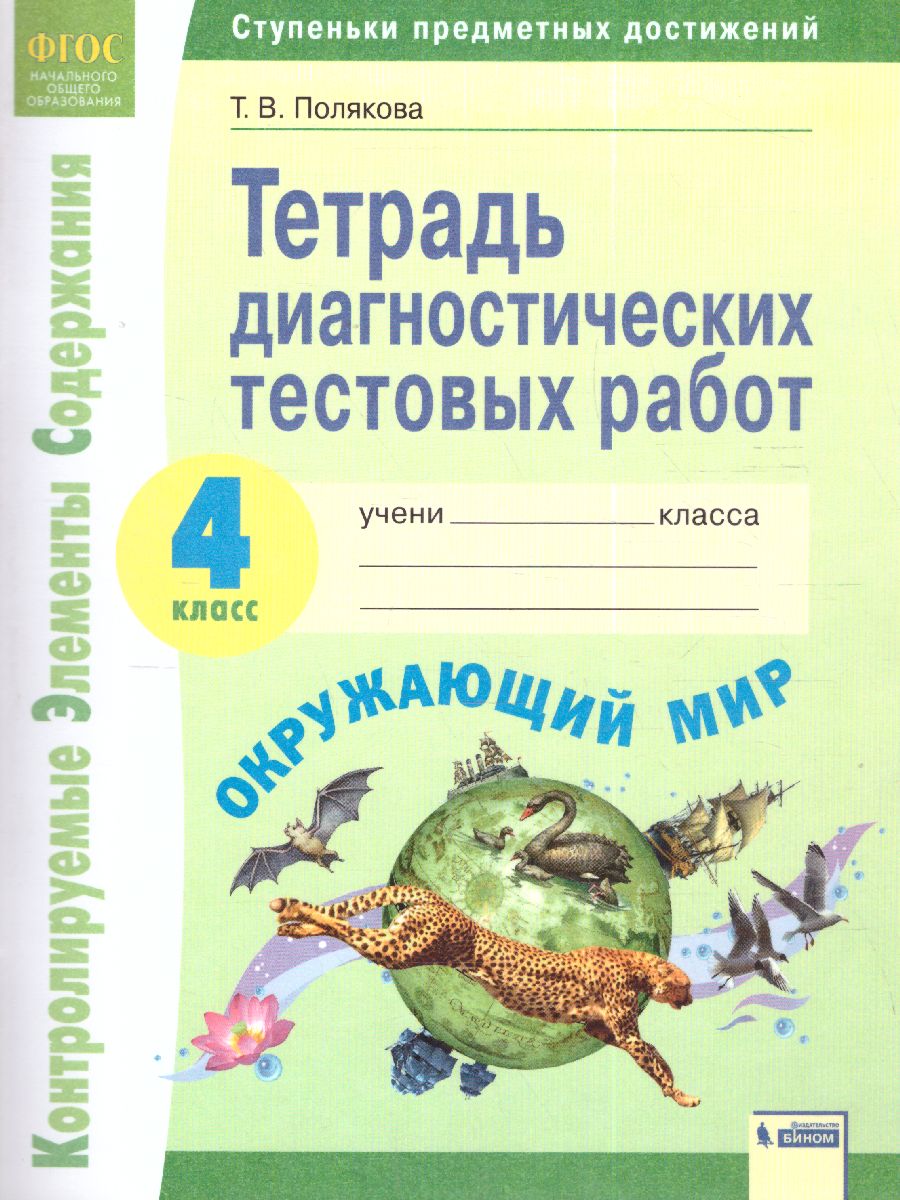 ФГОС
НАЧАЛЬНОГО
ОБЩЕГО
ОБРАЗОВАНИЯ
Ступеньки предметных достижений
Т. В. Полякова
Тетрадь
диагностических
тестовых работ
4
класс
учени класса
ОКРУЖАЮЩИЙ МИР
Контролируемые Элементы Содержания
ИЗДАТЕЛЬСТВО
БИНОМ